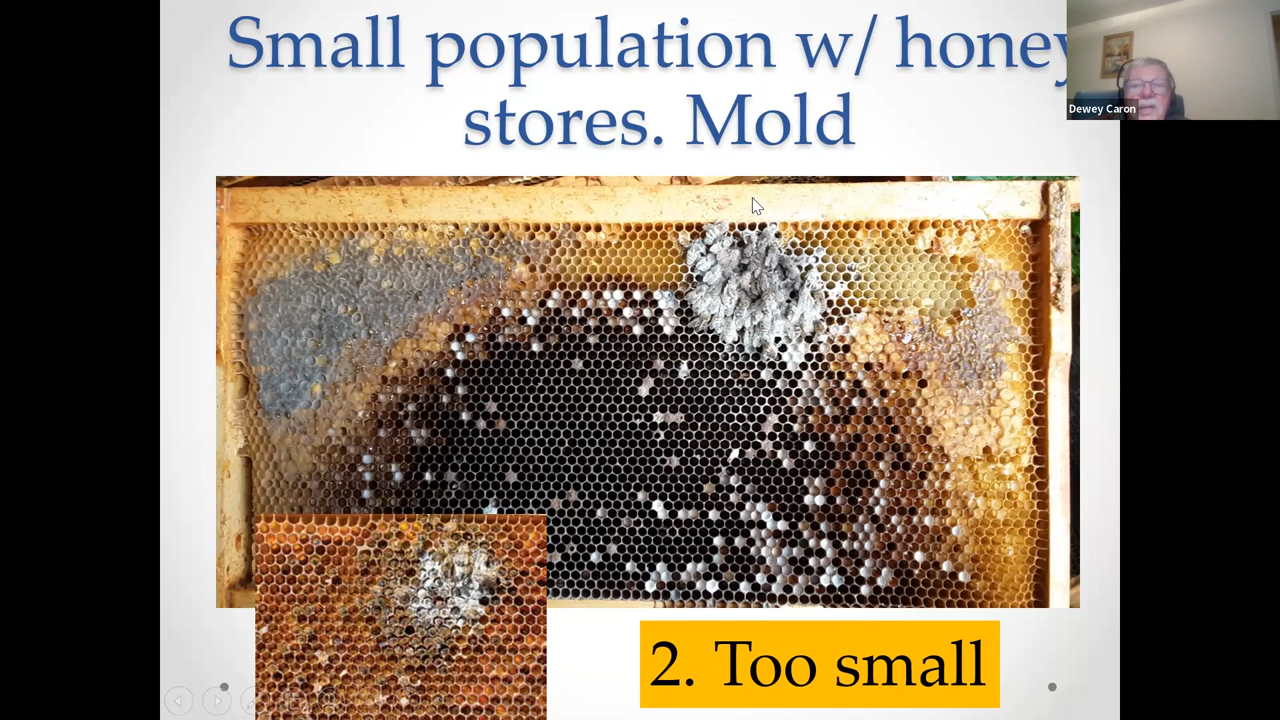 Small population w/ honey
stores. Mold
Dewey Caron
2. Too small